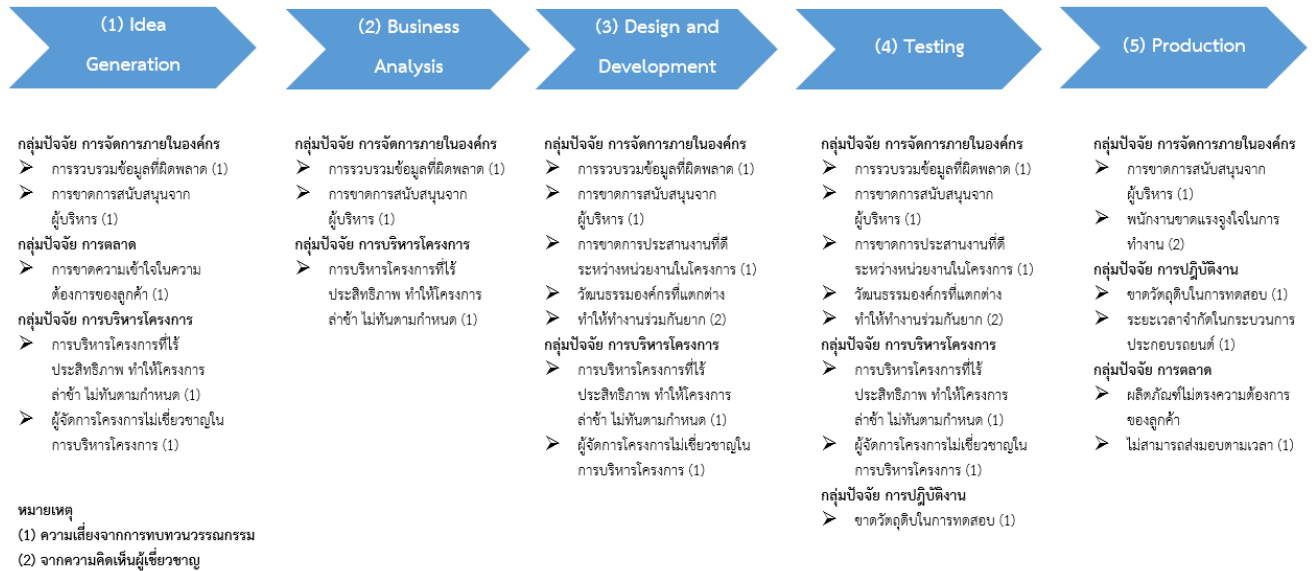 (1) Idea
Generation
(2) Business
Analysis
(3) Design and
Development
(4) Testing
(5) Production
กลุ่มปัจจัย การจัดการภายในองค์กร
➢ การรวบรวมข้อมูลที่ผิดพลาด (1)
➢ การขาดการสนับสนุนจาก
ผู้บริหาร (1)
กลุ่มปัจจัย การตลาด
➢ การขาดความเข้าใจในความ
ต้องการของลูกค้า (1)
กลุ่มปัจจัย การบริหารโครงการ
➢ การบริหารโครงการที่ไร้
ประสิทธิภาพ ทำให้โครงการ
ล่าช้า ไม่ทันตามกำหนด (1)
➢ ผู้จัดการโครงการไม่เชี่ยวชาญใน
การบริหารโครงการ (1)
กลุ่มปัจจัย การจัดการภายในองค์กร
➢ การรวบรวมข้อมูลที่ผิดพลาด (1)
➢ การขาดการสนับสนุนจาก
ผู้บริหาร (1)
กลุ่มปัจจัย การบริหารโครงการ
➢ การบริหารโครงการที่ไร้
ประสิทธิภาพ ทำให้โครงการ
ล่าช้า ไม่ทันตามกำหนด (1)
กลุ่มปัจจัย การจัดการภายในองค์กร
➢ การรวบรวมข้อมูลที่ผิดพลาด (1)
➢ การขาดการสนับสนุนจาก
ผู้บริหาร (1)
➢ การขาดการประสานงานที่ดี
ระหว่างหน่วยงานในโครงการ (1)
➢ วัฒนธรรมองค์กรที่แตกต่าง
➢ ทำให้ทำงานร่วมกันยาก (2)
กลุ่มปัจจัย การบริหารโครงการ
➢ การบริหารโครงการที่ไร้
ประสิทธิภาพ ทำให้โครงการ
ล่าช้า ไม่ทันตามกำหนด (1)
➢ ผู้จัดการโครงการไม่เชี่ยวชาญใน
การบริหารโครงการ (1)
กลุ่มปัจจัย การจัดการภายในองค์กร
➢ การรวบรวมข้อมูลที่ผิดพลาด (1)
➢ การขาดการสนับสนุนจาก
ผู้บริหาร (1)
➢ การขาดการประสานงานที่ดี
ระหว่างหน่วยงานในโครงการ (1)
➢ วัฒนธรรมองค์กรที่แตกต่าง
➢ ทำให้ทำงานร่วมกันยาก (2)
กลุ่มปัจจัย การบริหารโครงการ
➢ การบริหารโครงการที่ไร้
ประสิทธิภาพ ทำให้โครงการ
ล่าช้า ไม่ทันตามกำหนด (1)
➢ ผู้จัดการโครงการไม่เชี่ยวชาญใน
การบริหารโครงการ (1)
กลุ่มปัจจัย การปฎิบัติงาน
➢ ขาดวัตถุดิบในการทดสอบ (1)
กลุ่มปัจจัย การจัดการภายในองค์กร
➢ การขาดการสนับสนุนจาก
ผู้บริหาร (1)
➢ พนักงานขาดแรงจูงใจในการ
ทำงาน (2)
กลุ่มปัจจัย การปฎิบัติงาน
➢ ขาดวัตถุดิบในการทดสอบ (1)
➢ ระยะเวลาจำกัดในกระบวนการ
ประกอบรถยนต์ (1)
กลุ่มปัจจัย การตลาด
➢ ผลิตภัณฑ์ไม่ตรงความต้องการ
ของลูกค้า
➢ ไม่สามารถส่งมอบตามเวลา (1)
หมายเหตุ
(1) ความเสี่ยงจากการทบทวนวรรณกรรม
(2) จากความคิดเห็นผู้เชี่ยวชาญ